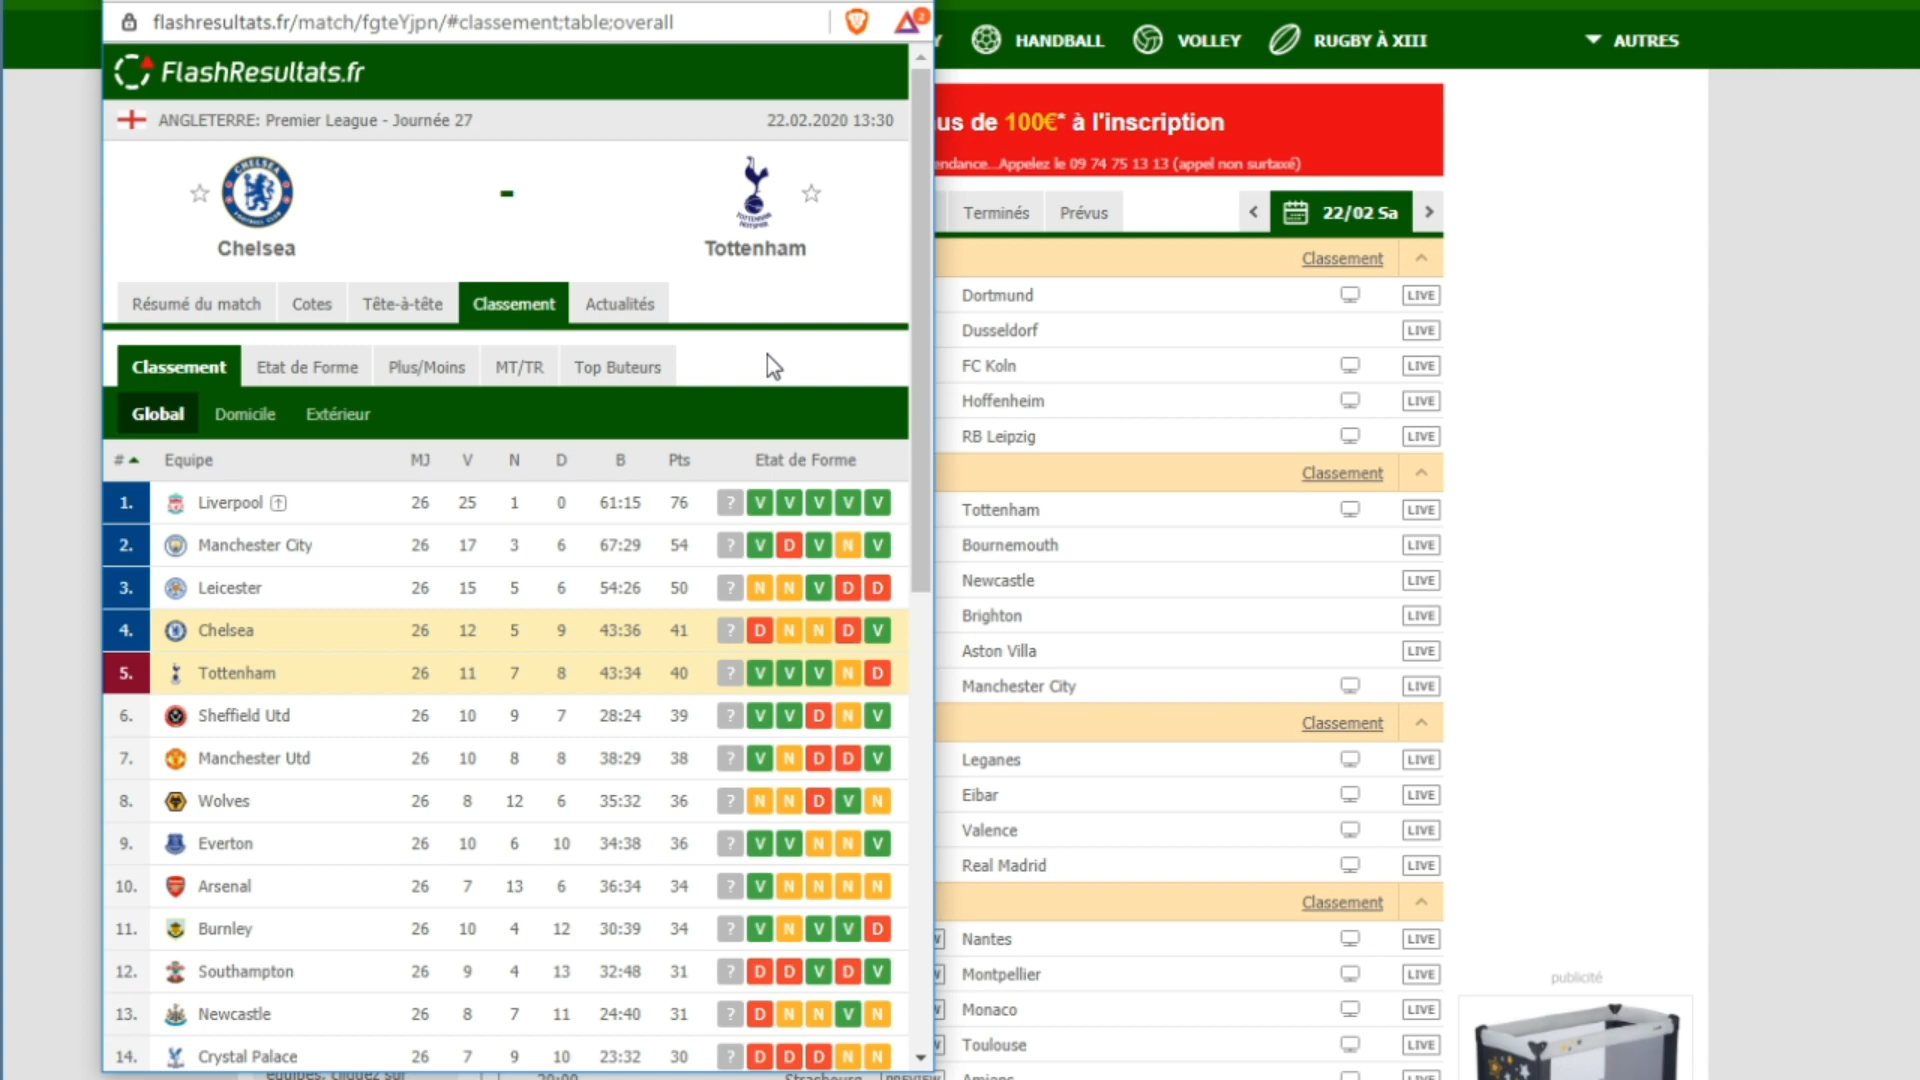 flashresultats.fr/match/fgteYjpn/#classement;table;overall
2
FlashResultats.fr
ANGLETERRE: Premier League - Journée 27 22.02.2020 13:30
-
Chelsea Tottenham
Résumé du match Cotes Tête-à-tête Classement Actualités
Classement Etat de Forme Plus/Moins MT/TR Top Buteurs
Global Domicile Extérieur
# Equipe MJ V N D B Pts Etat de Forme
1. Liverpool 26 25 1 0 61:15 76 ? V V V V V
2. Manchester City 26 17 3 6 67:29 54 ? V D V N V
3. Leicester 26 15 5 6 54:26 50 ? N N V D D
4. Chelsea 26 12 5 9 43:36 41 ? D N N D V
5. Tottenham 26 11 7 8 43:34 40 ? V V V N D
6. Sheffield Utd 26 10 9 7 28:24 39 ? V V D N V
7. Manchester Utd 26 10 8 8 38:29 38 ? V N D D V
8. Wolves 26 8 12 6 35:32 36 ? N N D V N
9. Everton 26 10 6 10 34:38 36 ? V V N N V
10. Arsenal 26 7 13 6 36:34 34 ? V N N N N
11. Burnley 26 10 4 12 30:39 34 ? V N V V D
12. Southampton 26 9 4 13 32:48 31 ? D D V D V
13. Newcastle 26 8 7 11 24:40 31 ? D N N V N
14. Crystal Palace 26 7 9 10 23:32 30 ? D D D N N
HANDBALL VOLLEY RUGBY À XIII AUTRES
us de 100€* à l'inscription
endance...Appelez le 09 74 75 13 13 (appel non surtaxé)
Terminés Prévus 22/02 Sa
Classement
Dortmund LIVE
Dusseldorf LIVE
FC Koln LIVE
Hoffenheim LIVE
RB Leipzig LIVE
Classement
Tottenham LIVE
Bournemouth LIVE
Newcastle LIVE
Brighton LIVE
Aston Villa LIVE
Manchester City LIVE
Classement
Leganes LIVE
Eibar LIVE
Valence LIVE
Real Madrid LIVE
Classement
Nantes LIVE
Montpellier LIVE
Monaco LIVE
Toulouse LIVE
Amiens LIVE
équipes, cliquez sur 20:00 Strasbourg PREVIEW
publicité